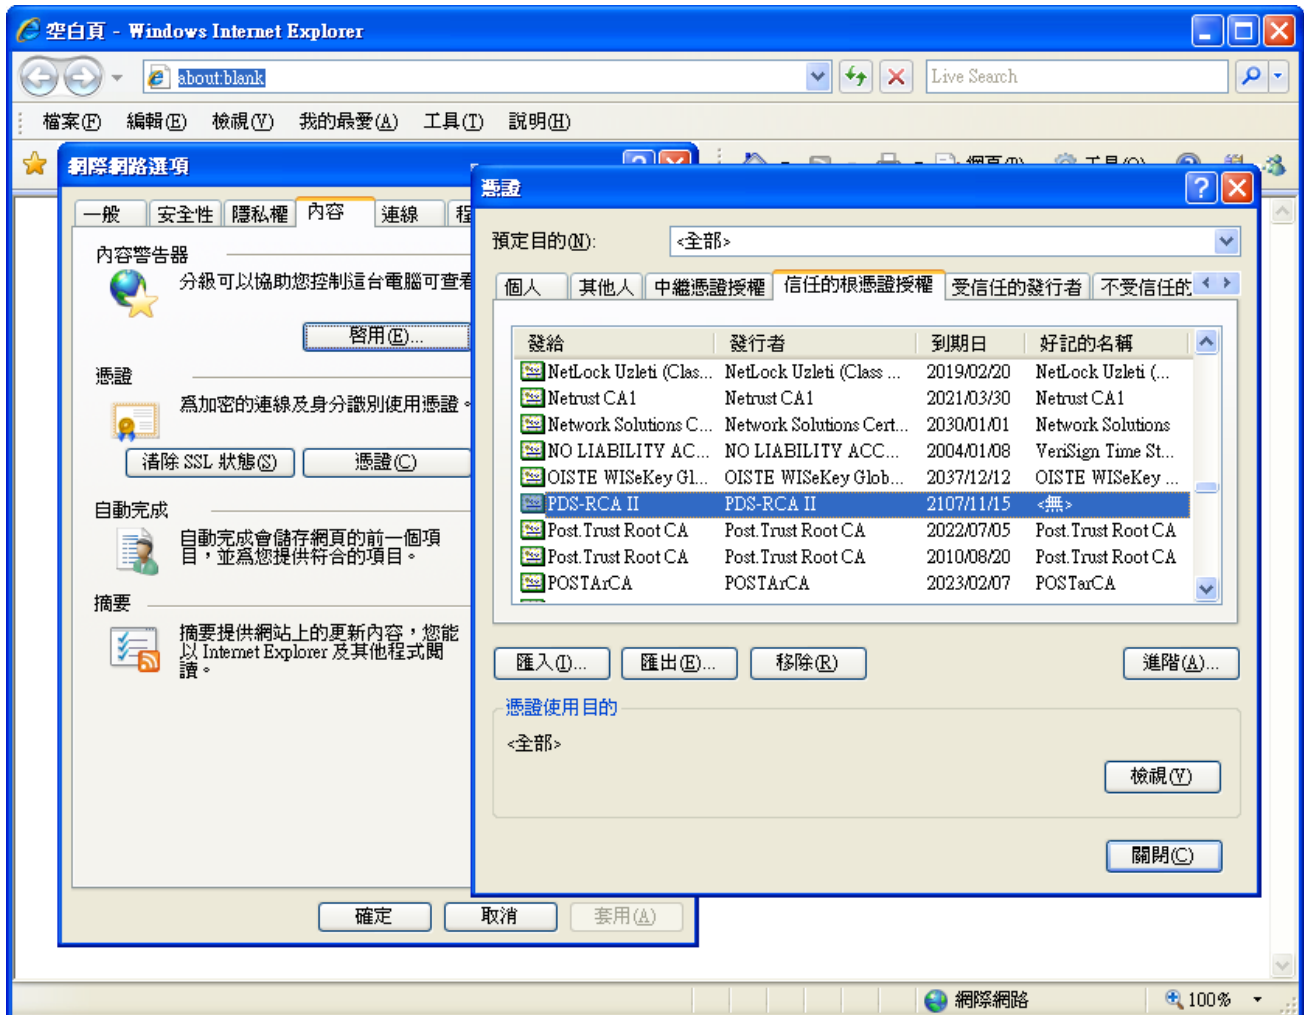 空白頁 - Windows Internet Explorer
about:blank
Live Search
檔案(F) 編輯(E) 檢視(V) 我的最愛(A) 工具(T) 說明(H)
網際網路選項
網頁(P) 工具(O)
一般 安全性 隱私權 內容 連線 程
內容警告器
分級可以協助您控制這台電腦可查看
啓用(E)...
憑證
爲加密的連線及身分識別使用憑證。
清除 SSL 狀態(S) 憑證(C)
自動完成
自動完成會儲存網頁的前一個項
目，並爲您提供符合的項目。
摘要
摘要提供網站上的更新內容，您能
以 Internet Explorer 及其他程式閱
讀。
確定 取消 套用(A)
憑證
預定目的(N): <全部>
個人 其他人 中繼憑證授權 信任的根憑證授權 受信任的發行者 不受信任的
發給 發行者 到期日 好記的名稱
NetLock Uzleti (Clas... NetLock Uzleti (Class ... 2019/02/20 NetLock Uzleti (...
Netrust CA1 Netrust CA1 2021/03/30 Netrust CA1
Network Solutions C... Network Solutions Cert... 2030/01/01 Network Solutions
NO LIABILITY AC... NO LIABILITY ACC... 2004/01/08 VeriSign Time St...
OISTE WISeKey Gl... OISTE WISeKey Glob... 2037/12/12 OISTE WISeKey ...
PDS-RCA II PDS-RCA II 2107/11/15 <無>
Post.Trust Root CA Post.Trust Root CA 2022/07/05 Post.Trust Root CA
Post.Trust Root CA Post.Trust Root CA 2010/08/20 Post.Trust Root CA
POSTArCA POSTArCA 2023/02/07 POSTarCA
匯入(I)... 匯出(E)... 移除(R) 進階(A)...
憑證使用目的
<全部>
檢視(V)
關閉(C)
網際網路 100%